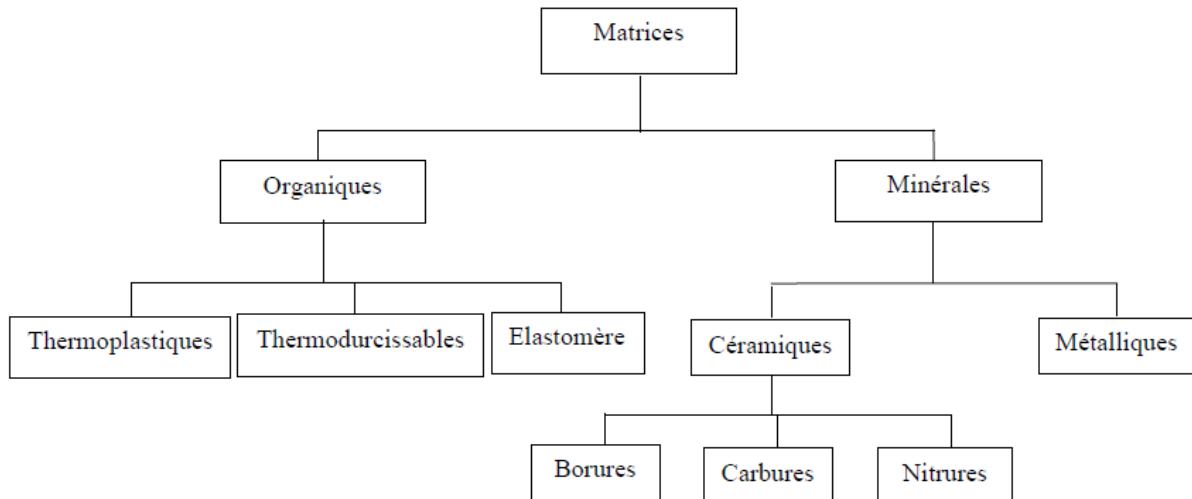 Matrices
Organiques
Minérales
Thermoplastiques
Thermodurcissables
Elastomère
Céramiques
Métalliques
Borures
Carbures
Nitrures